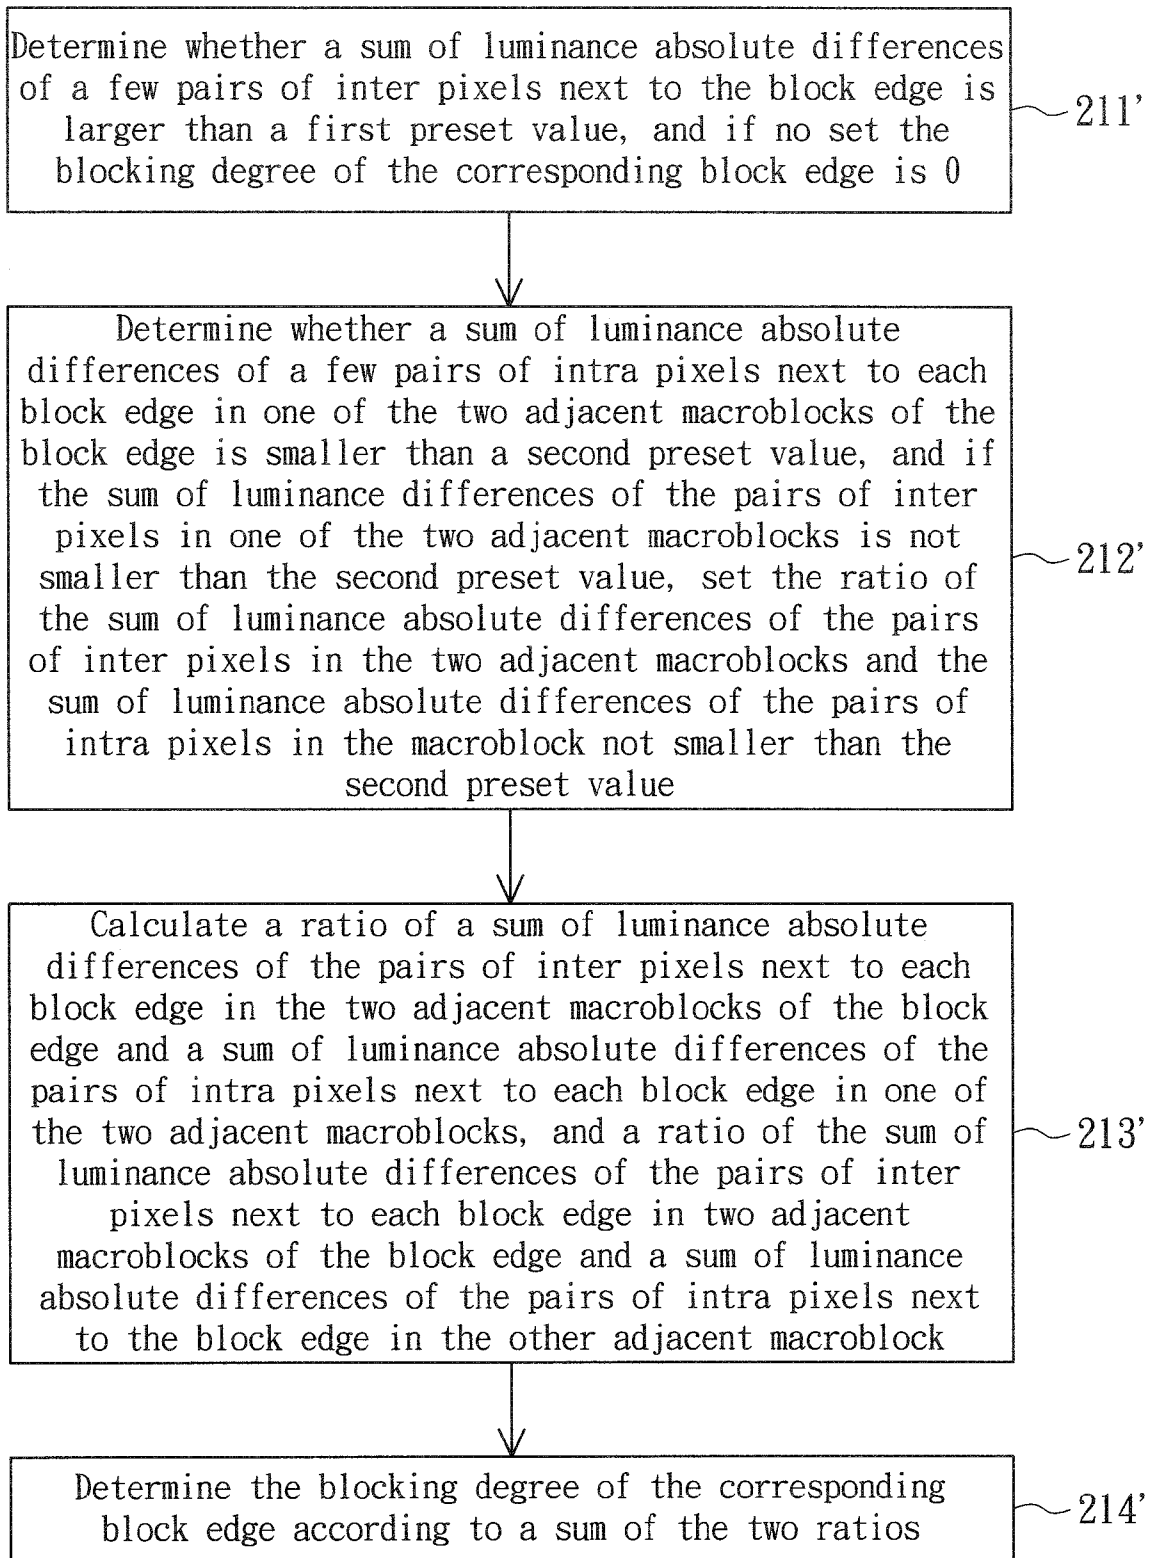 Determine whether a sum of luminance absolute differences
of a few pairs of inter pixels next to the block edge is
larger than a first preset value, and if no set the
blocking degree of the corresponding block edge is 0
211'
Determine whether a sum of luminance absolute
differences of a few pairs of intra pixels next to each
block edge in one of the two adjacent macroblocks of the
block edge is smaller than a second preset value, and if
the sum of luminance differences of the pairs of inter
pixels in one of the two adjacent macroblocks is not
smaller than the second preset value, set the ratio of
the sum of luminance absolute differences of the pairs
of inter pixels in the two adjacent macroblocks and the
sum of luminance absolute differences of the pairs of
intra pixels in the macroblock not smaller than the
second preset value
212'
Calculate a ratio of a sum of luminance absolute
differences of the pairs of inter pixels next to each
block edge in the two adjacent macroblocks of the block
edge and a sum of luminance absolute differences of the
pairs of intra pixels next to each block edge in one of
the two adjacent macroblocks, and a ratio of the sum of
luminance absolute differences of the pairs of inter
pixels next to each block edge in two adjacent
macroblocks of the block edge and a sum of luminance
absolute differences of the pairs of intra pixels next
to the block edge in the other adjacent macroblock
213'
Determine the blocking degree of the corresponding
block edge according to a sum of the two ratios
214'